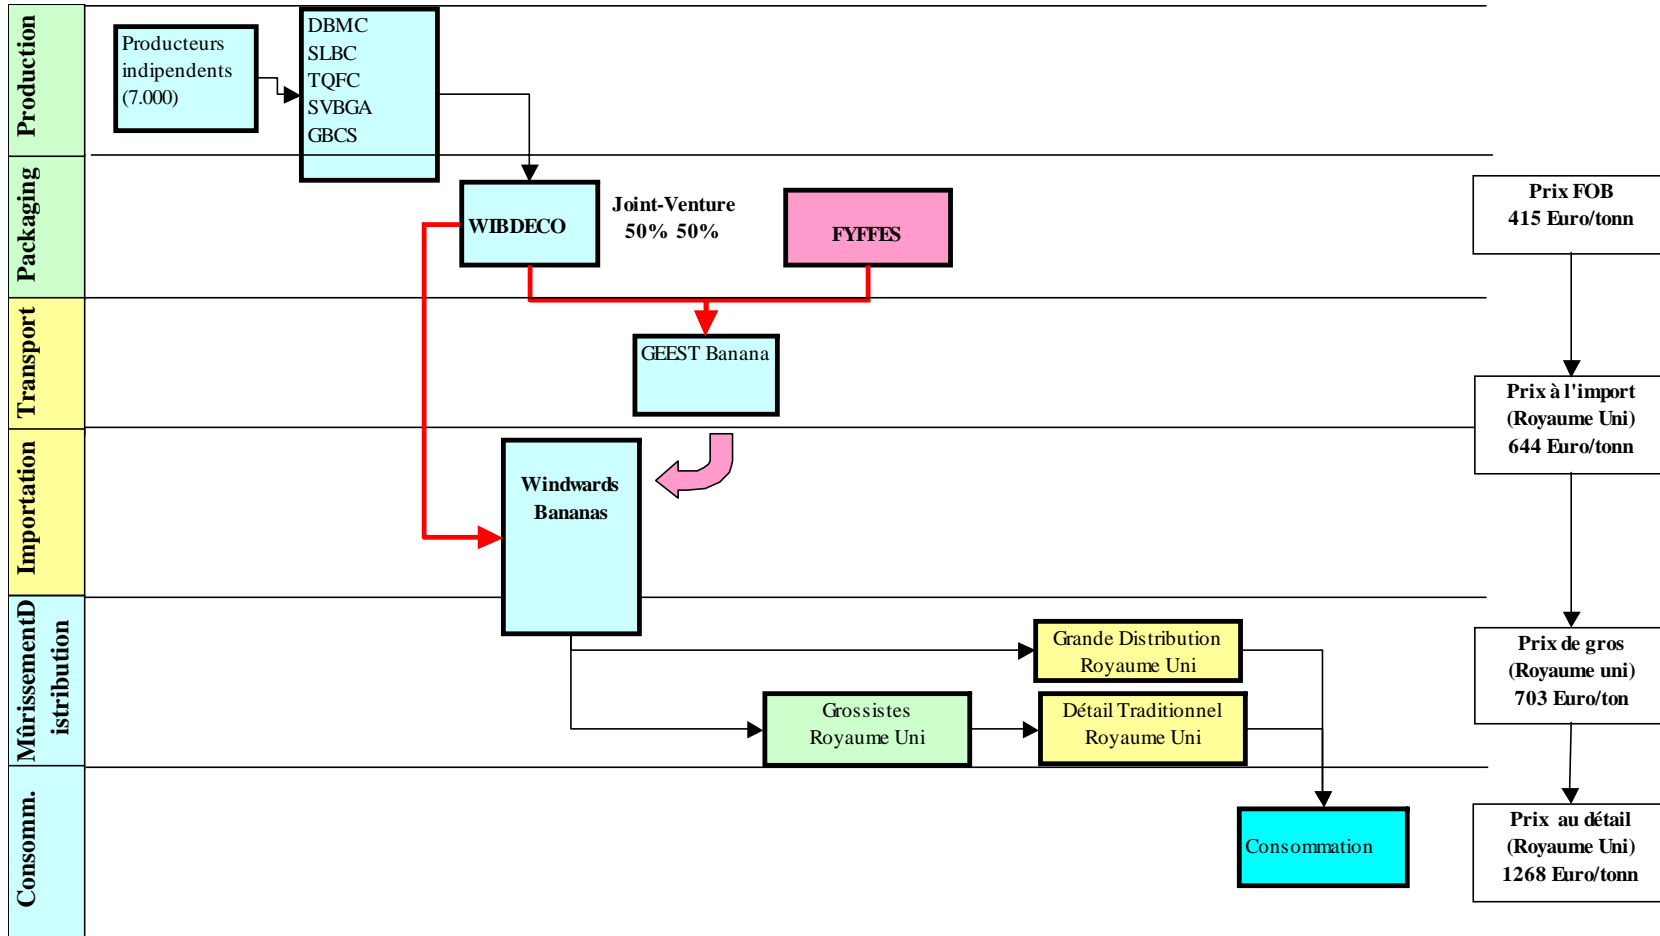 Production
Producteurs
indipendents
(7.000)
DBMC
SLBC
TQFC
SVBGA
GBCS
Packaging
WIBDECO
Joint-Venture
50% 50%
FYFFES
Prix FOB
415 Euro/tonn
Transport
GEEST Banana
Prix à l'import
(Royaume Uni)
644 Euro/tonn
Importation
Windwards
Bananas
MûrissementD
istribution
Grande Distribution
Royaume Uni
Grossistes
Royaume Uni
Détail Traditionnel
Royaume Uni
Prix de gros
(Royaume uni)
703 Euro/ton
Consomm.
Consommation
Prix au détail
(Royaume Uni)
1268 Euro/tonn